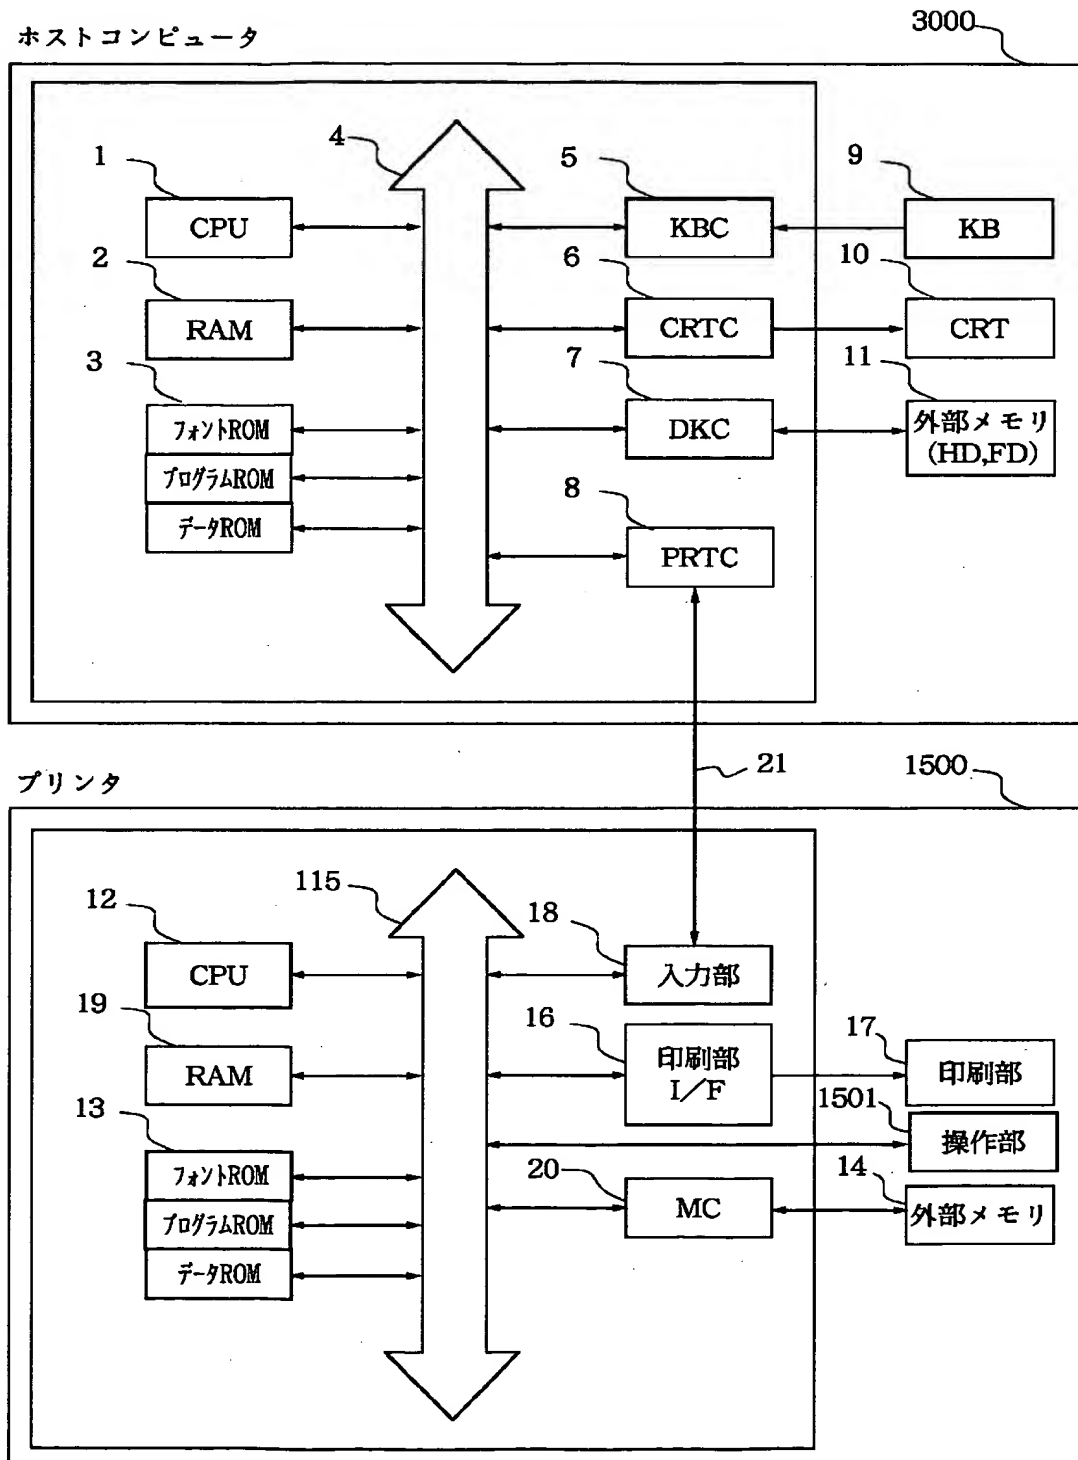 ホストコンピュータ
3000
4
1
5
9
CPU
KBC
KB
2
6
10
RAM
CRTC
CRT
3
7
11
フォントROM
DKC
外部メモリ
(HD,FD)
プログラムROM
8
データROM
PRTC
21
プリンタ
1500
115
12
18
CPU
入力部
19
16
17
RAM
印刷部
I/F
印刷部
13
1501
操作部
フォントROM
20
14
プログラムROM
MC
外部メモリ
データROM